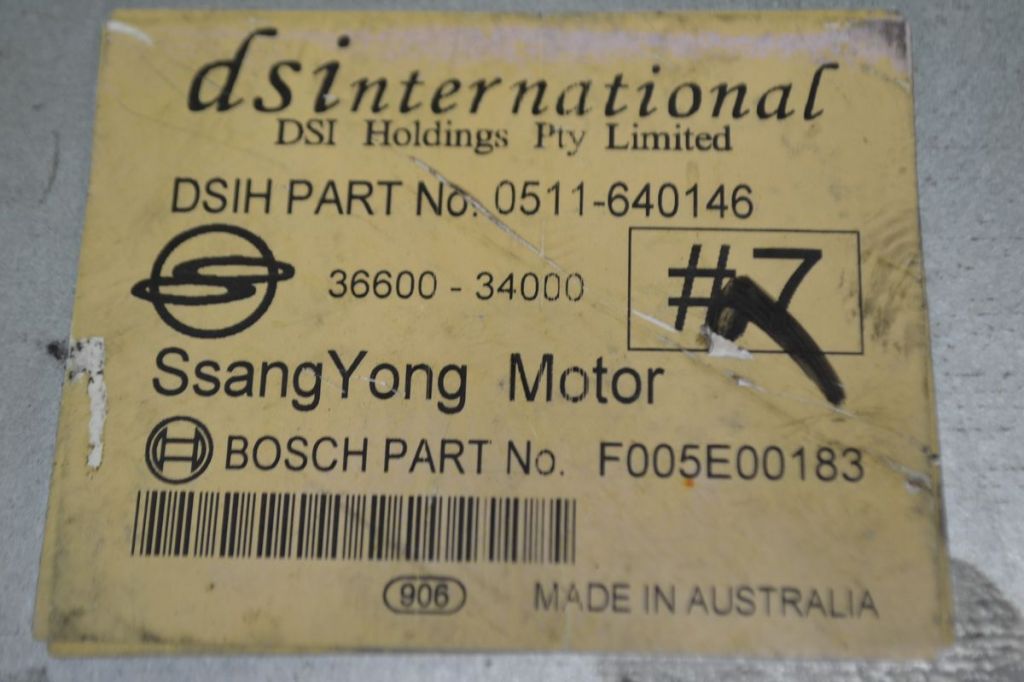 dsinternational
DSI Holdings Pty Limited
DSIH PART No. 0511-640146
36600 - 34000
#7
SsangYong Motor
BOSCH PART No. F005E00183
906
MADE IN AUSTRALIA